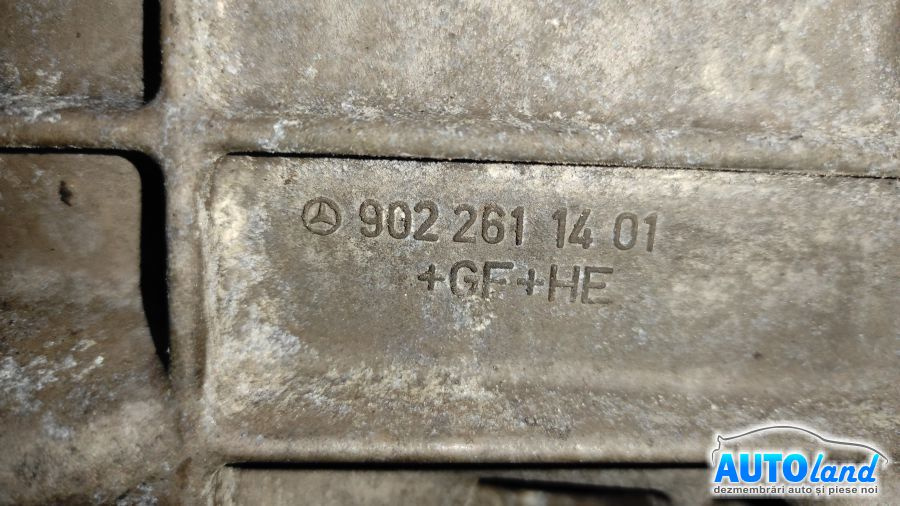 902 261 14 01
+GF+HE
AUTOland
dezmembrări auto și piese noi